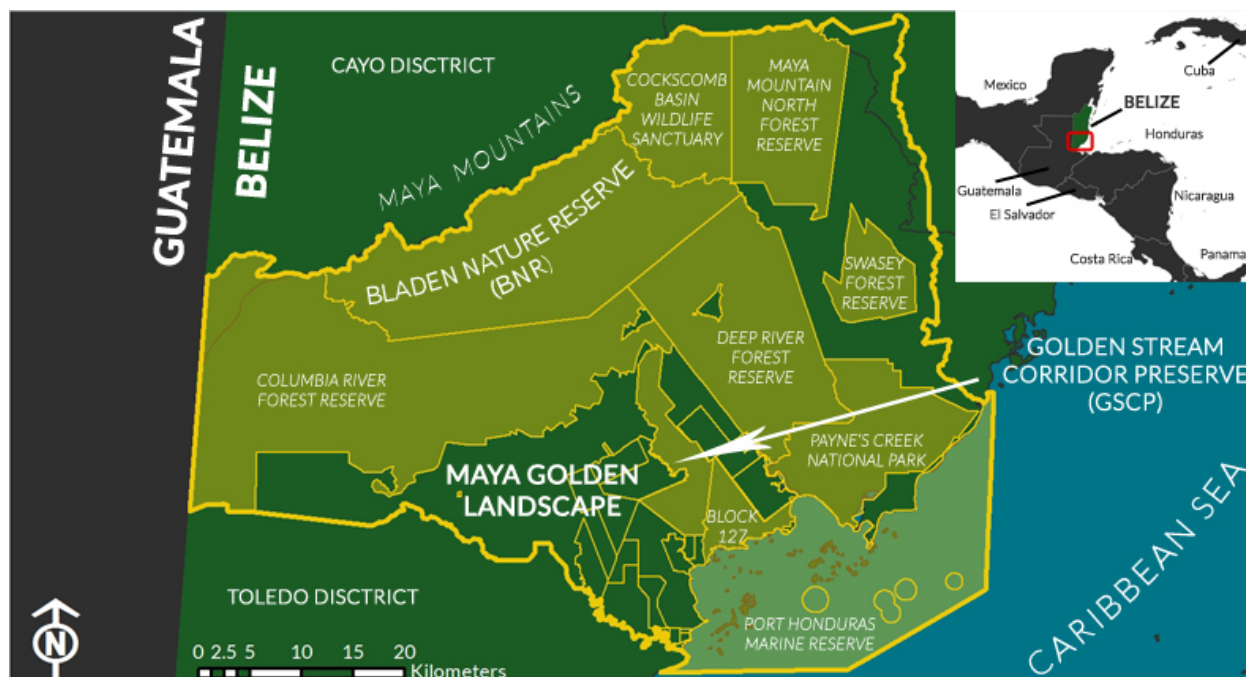 GUATEMALA
BELIZE
CAYO DISCTRICT
MAYA MOUNTAINS
COCKSCOMB
BASIN
WILDLIFE
SANCTUARY
MAYA
MOUNTAIN
NORTH
FOREST
RESERVE
BLADEN NATURE RESERVE
(BNR)
SWASEY
FOREST
RESERVE
DEEP RIVER
FOREST
RESERVE
COLUMBIA RIVER
FOREST RESERVE
GOLDEN STREAM
CORRIDOR PRESERVE
(GSCP)
PAYNE'S CREEK
NATIONAL PARK
MAYA GOLDEN
LANDSCAPE
BLOCK
127
TOLEDO DISCTRICT
PORT HONDURAS
MARINE RESERVE
CARIBBEAN SEA
N
0 2.5 5 10 15 20
Kilometers
Mexico
Cuba
BELIZE
Honduras
Guatemala
El Salvador
Nicaragua
Costa Rica
Panama